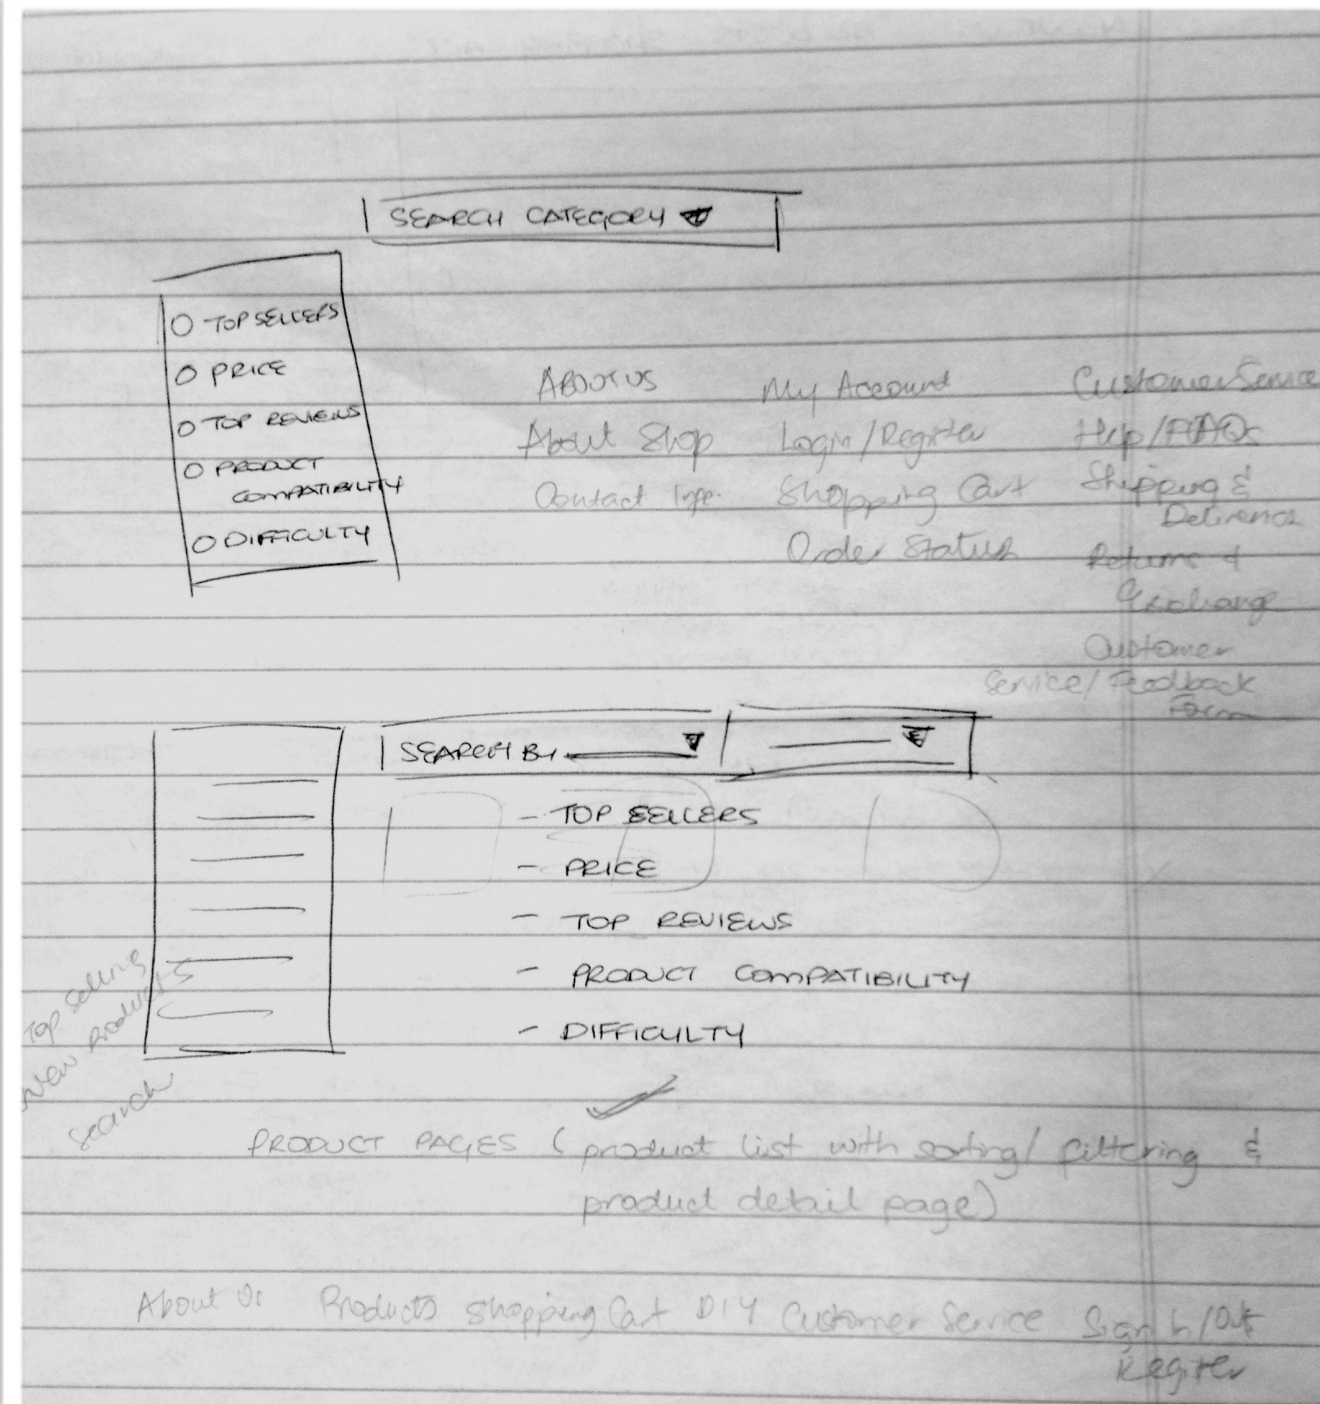 SEARCH CATEGORY
TOP SELLERS
PRICE
TOP REVIEWS
PRODUCT
COMPATIBILITY
DIFFICULTY
ABOUT US
About Shop
Contact Info.
My Account
Login/Register
Shopping Cart
Order Status
Customer Service
Help/FAQs
Shipping &
Returns &
Exchange
Customer
Service/Feedback
Form
SEARCH BY
- TOP SELLERS
- PRICE
- TOP REVIEWS
- PRODUCT COMPATIBILITY
- DIFFICULTY
Top Selling
New Products
Search
PRODUCT PAGES (product list with sorting/filtering &
product detail page)
About Us Products Shopping Cart DIY Customer Service Sign In/Out
Register